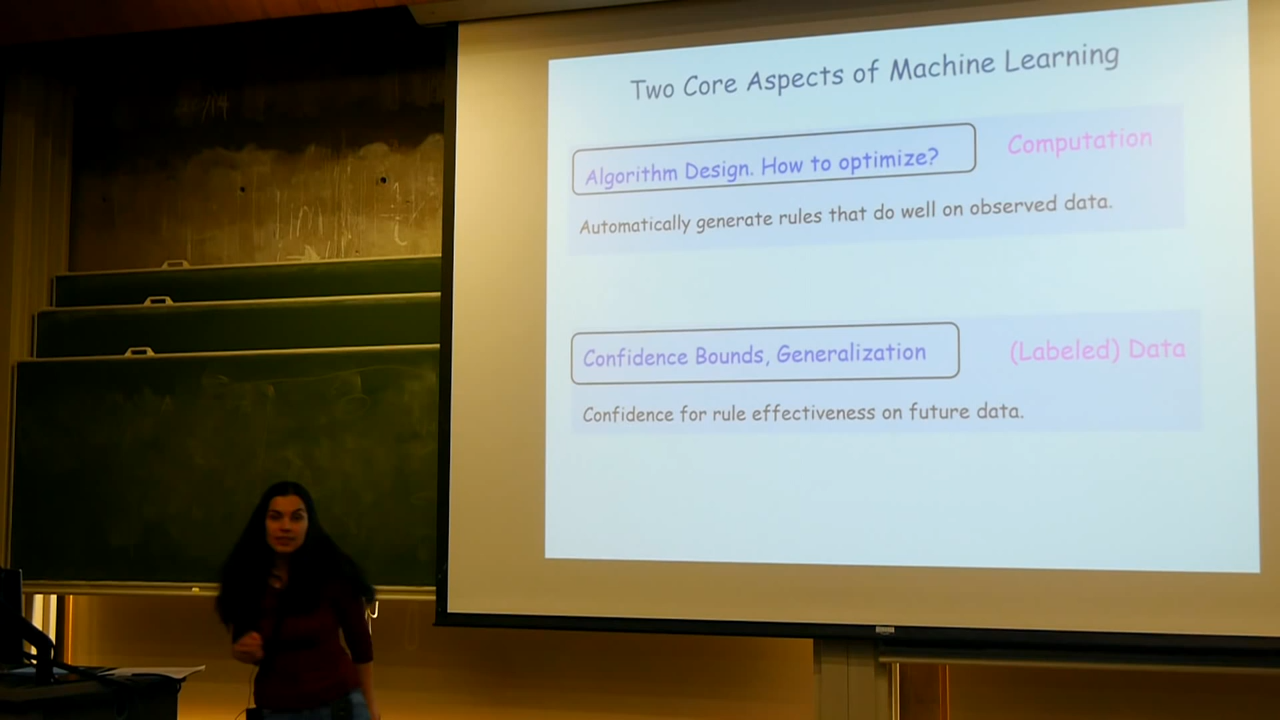 Two Core Aspects of Machine Learning
Algorithm Design. How to optimize?
Computation
Automatically generate rules that do well on observed data.
Confidence Bounds, Generalization
(Labeled) Data
Confidence for rule effectiveness on future data.